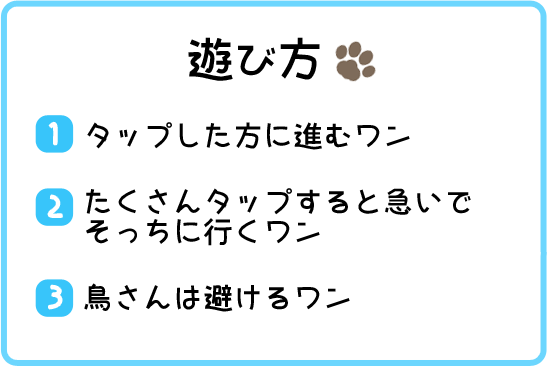 遊び方
1 タップした方に進むワン
2 たくさんタップすると急いで
そっちに行くワン
3 鳥さんは避けるワン